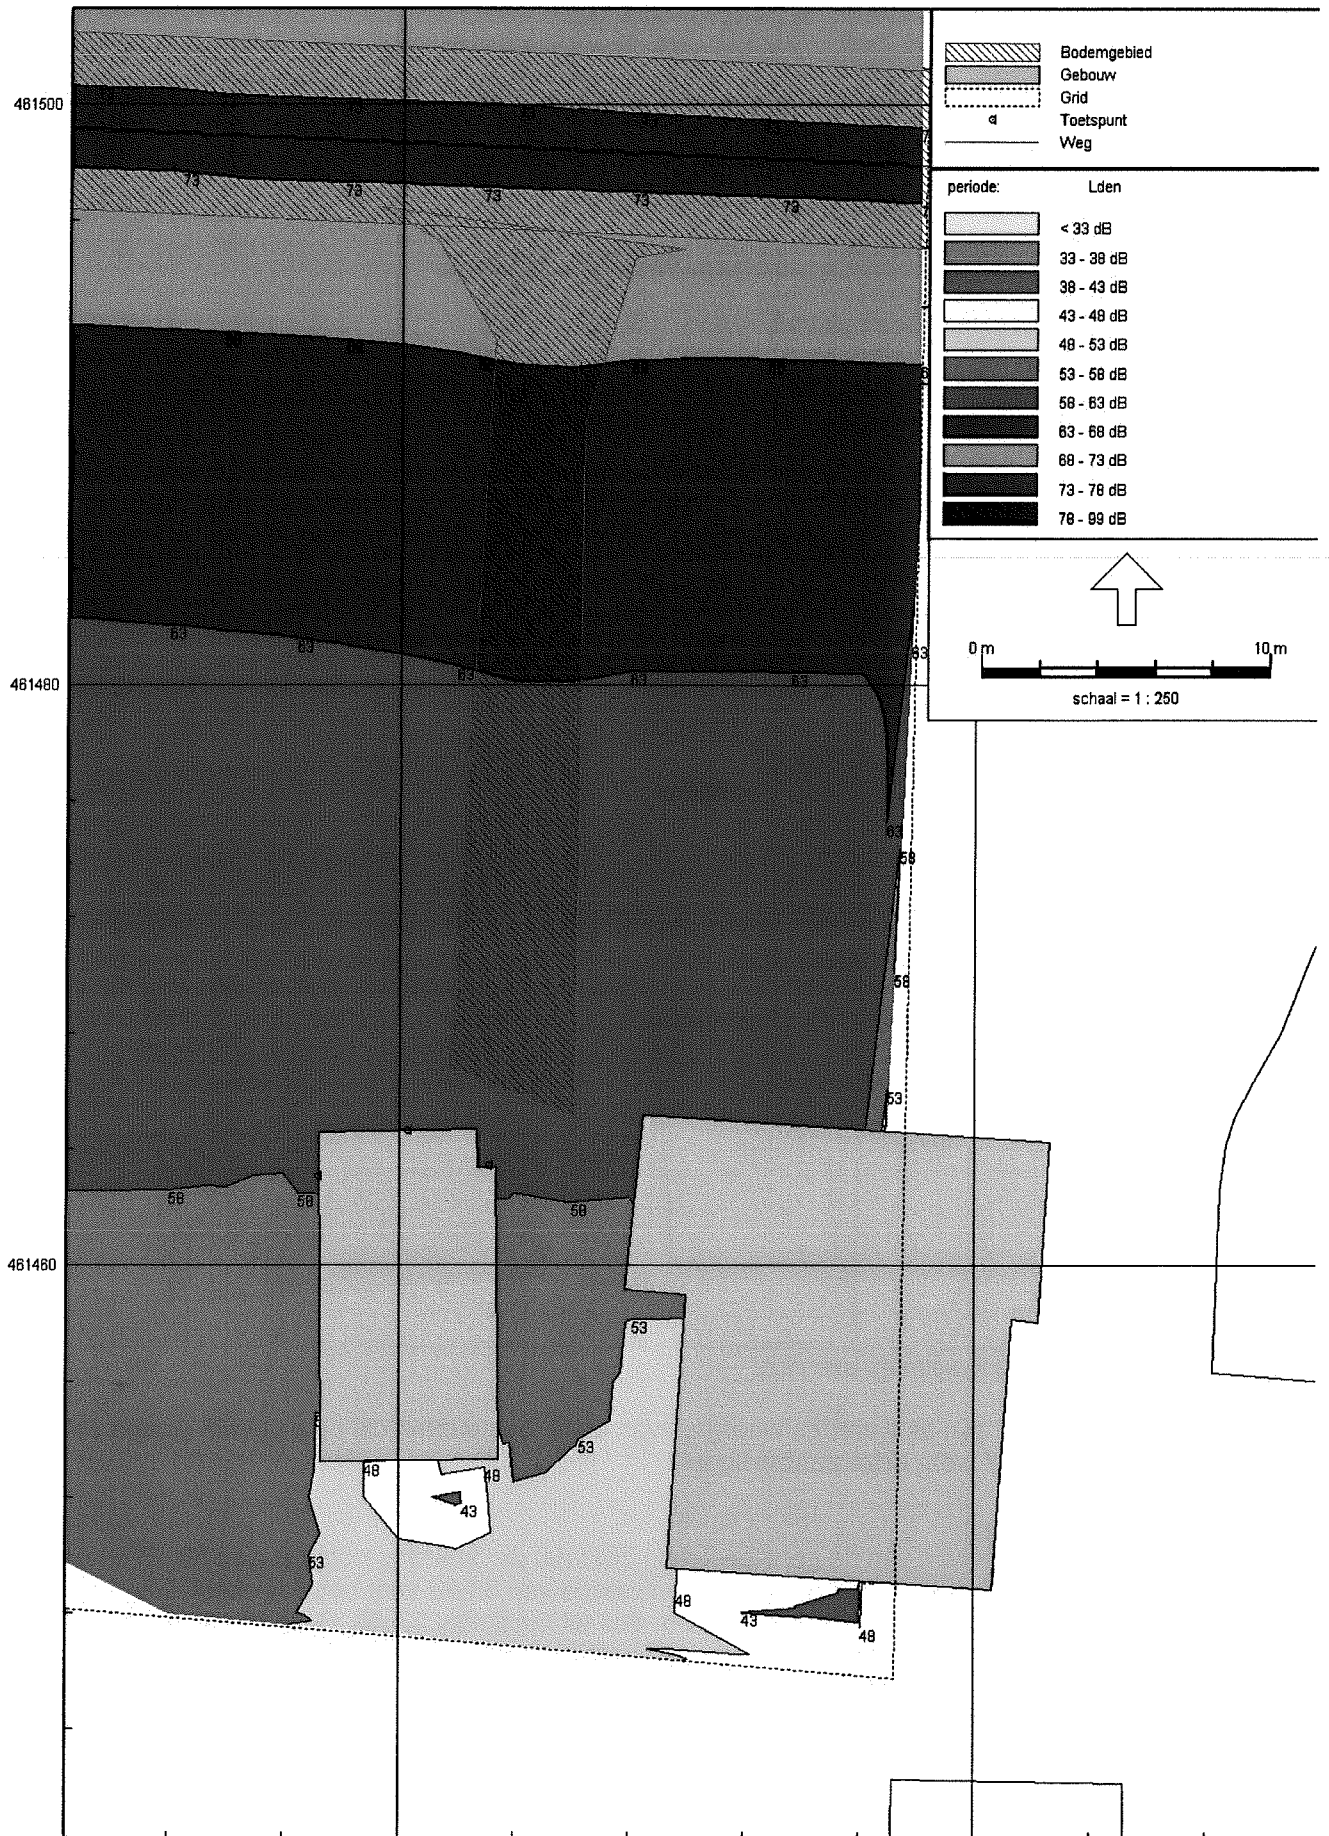 Bodemgebied
Gebouw
Grid
Toetspunt
Weg
periode: Lden
< 33 dB
33 - 38 dB
38 - 43 dB
43 - 48 dB
48 - 53 dB
53 - 58 dB
58 - 63 dB
63 - 68 dB
68 - 73 dB
73 - 78 dB
78 - 99 dB
0 m 10 m
schaal = 1 : 250
461500
73 73 73 73 73
63 63 63 63 63 63
461480
63
58
58
53
58 58 58
461460
53
53
48 48
43
53
48 43 48